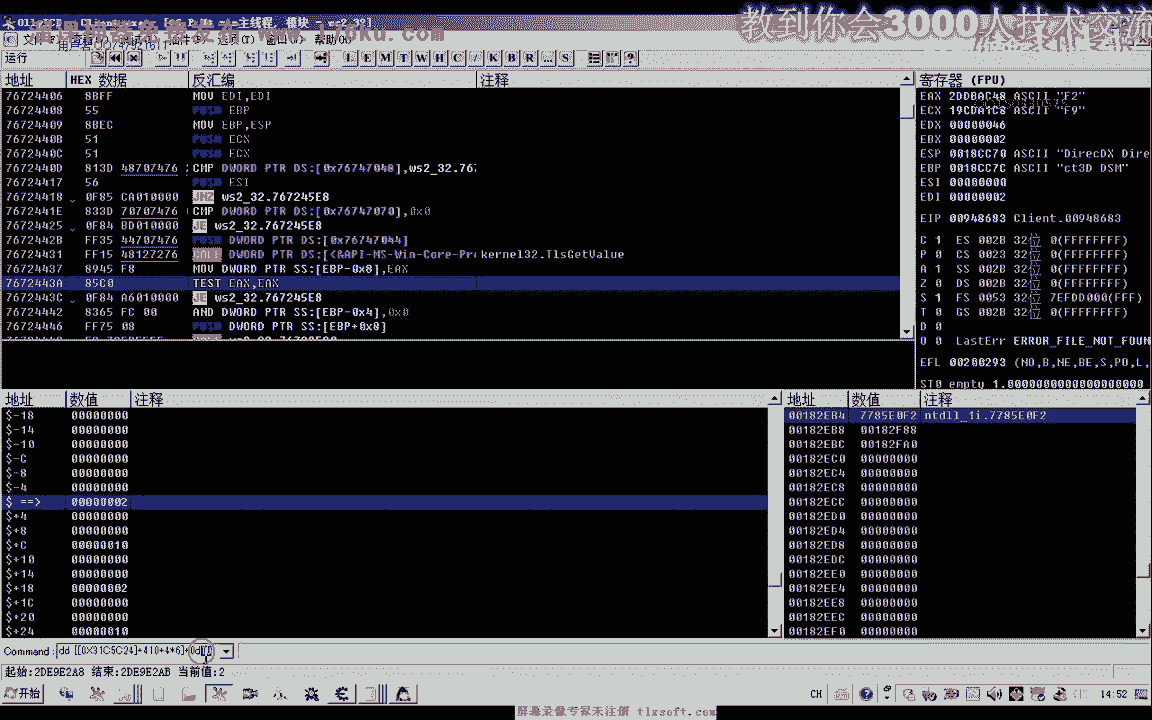 教到你会3000人技术交流
运行
L E M T W H C / K B R ... S
地址 HEX 数据 反汇编 注释
76724406 8BFF MOV EDI,EDI
76724408 55 PUSH EBP
76724409 8BEC MOV EBP,ESP
7672440B 51 PUSH ECX
7672440C 51 PUSH ECX
7672440D 813D 48707476 CMP DWORD PTR DS:[0x76747048],ws2_32.76
76724417 56 PUSH ESI
76724418 0F85 CA010000 JNZ ws2_32.767245E8
7672441E 833D 70707476 CMP DWORD PTR DS:[0x76747070],0x0
76724425 0F84 BD010000 JE ws2_32.767245E8
7672442B FF35 44707476 PUSH DWORD PTR DS:[0x76747044]
76724431 FF15 48127276 CALL DWORD PTR DS:[<&API-MS-Win-Core-Pr kernel32.TlsGetValue
76724437 8945 F8 MOV DWORD PTR SS:[EBP-0x8],EAX
7672443A 85C0 TEST EAX,EAX
7672443C 0F84 A6010000 JE ws2_32.767245E8
76724442 8365 FC 00 AND DWORD PTR SS:[EBP-0x4],0x0
76724446 FF75 08 PUSH DWORD PTR SS:[EBP+0x8]
寄存器 (FPU)
EAX 2DD8AC48 ASCII "F2"
ECX 19CDA1C8 ASCII "F9"
EDX 00000046
EBX 00000002
ESP 0018CC70 ASCII "DirecDX Dire
EBP 0018CC7C ASCII "ct3D DSM"
ESI 00000000
EDI 00000002
EIP 00948683 Client.00948683
C 1 ES 002B 32位 0(FFFFFFFF)
P 0 CS 0023 32位 0(FFFFFFFF)
A 1 SS 002B 32位 0(FFFFFFFF)
Z 0 DS 002B 32位 0(FFFFFFFF)
S 1 FS 0053 32位 7EFDD000(FFF)
T 0 GS 002B 32位 0(FFFFFFFF)
D 0
O 0 LastErr ERROR_FILE_NOT_FOUN
EFL 00200293 (NO,B,NE,BE,S,PO,L,
ST0 empty 1.0000000000000000000
地址 数值 注释
$-18 00000000
$-14 00000000
$-10 00000000
$-C 00000000
$-8 00000000
$-4 00000000
$ ==> 00000002
$+4 00000000
$+8 00000000
$+C 00000010
$+10 00000000
$+14 00000000
$+18 00000002
$+1C 00000000
$+20 00000000
$+24 00000010
地址 数值 注释
00182EB4 7785E0F2 ntdll_1i.7785E0F2
00182EB8 00182F88
00182EBC 00182FA0
00182EC0 00000000
00182EC4 00000000
00182EC8 00000000
00182ECC 00000000
00182ED0 00000000
00182ED4 00000000
00182ED8 00000000
00182EDC 00000000
00182EE0 00000000
00182EE4 00000000
00182EE8 00000000
00182EEC 00000000
00182EF0 00000000
Command:
起始:2DE9E2A8 结束:2DE9E2AB 当前值:2
开始 CH 14:52
屏幕录像专家未注册 tlxsoft.com